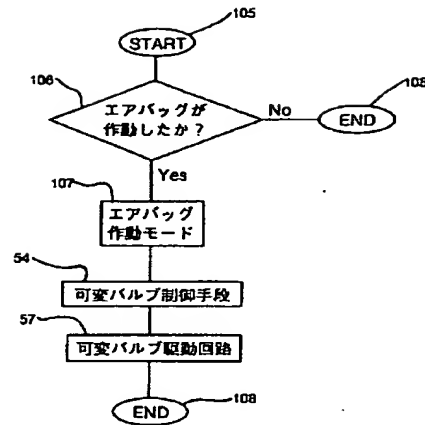 105
START
106
エアバッグが
作動したか？
No
108
END
Yes
107
エアバッグ
作動モード
54
可変バルブ制御手段
57
可変バルブ駆動回路
END
108